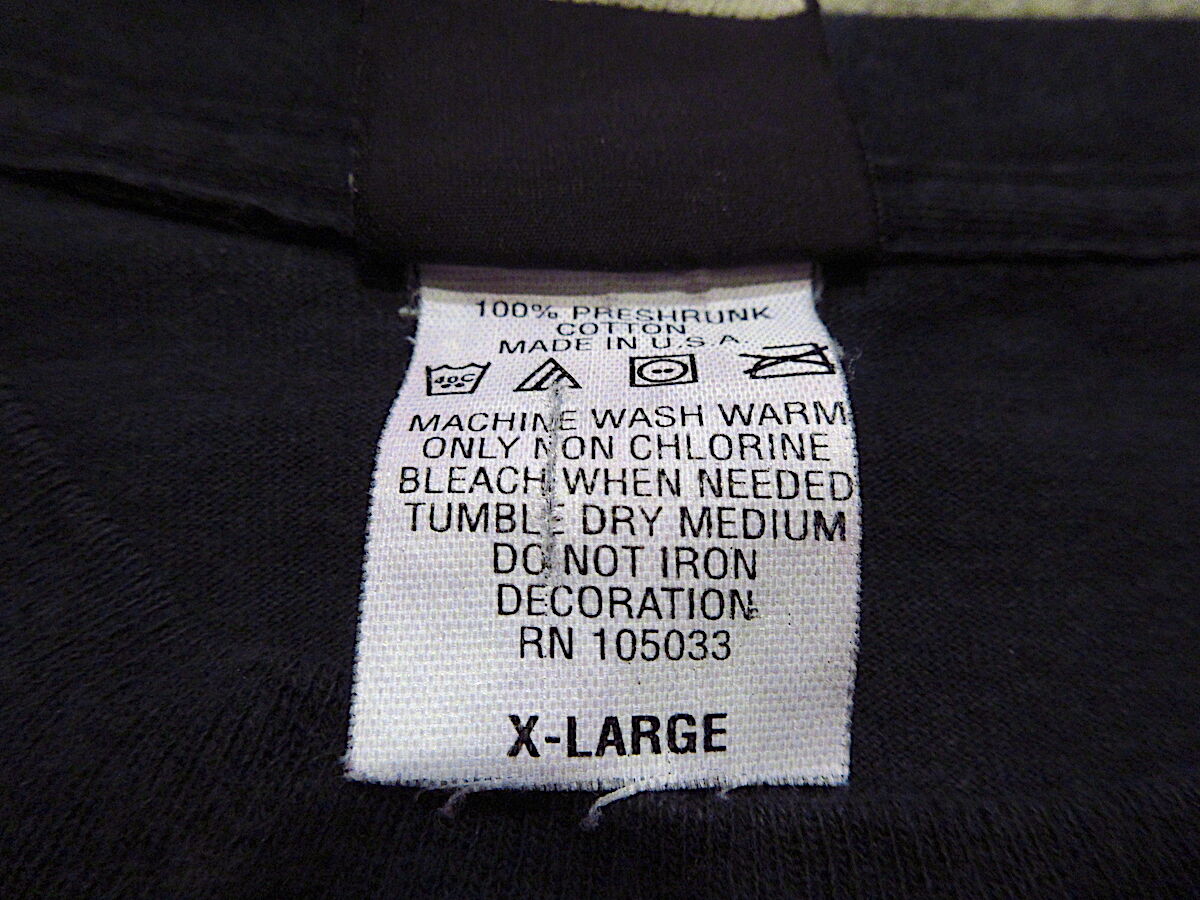 100% PRESHRUNK
COTTON
MADE IN U.S.A.
40C
MACHINE WASH WARM
ONLY NON CHLORINE
BLEACH WHEN NEEDED
TUMBLE DRY MEDIUM
DO NOT IRON
DECORATION
RN 105033
X-LARGE